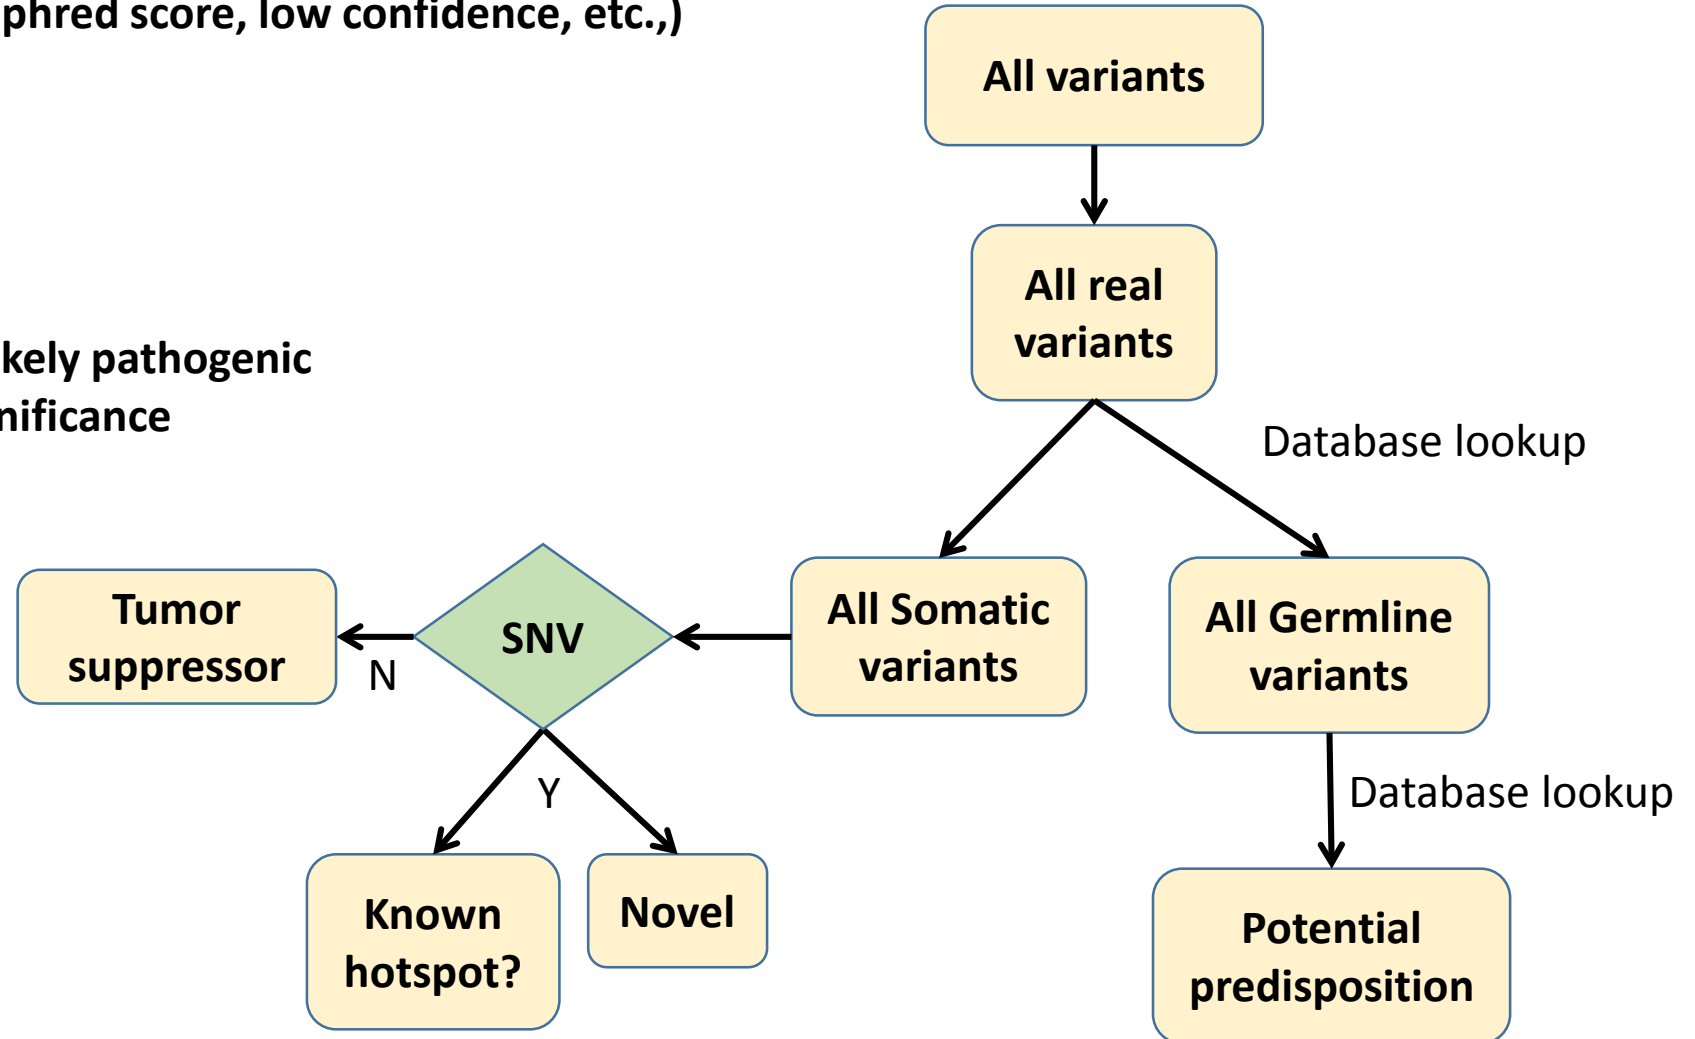 phred score, low confidence, etc.,)
All variants
All real
variants
kely pathogenic
nificance
Database lookup
Tumor
suppressor
N
SNV
All Somatic
variants
All Germline
variants
Y
Database lookup
Known
hotspot?
Novel
Potential
predisposition